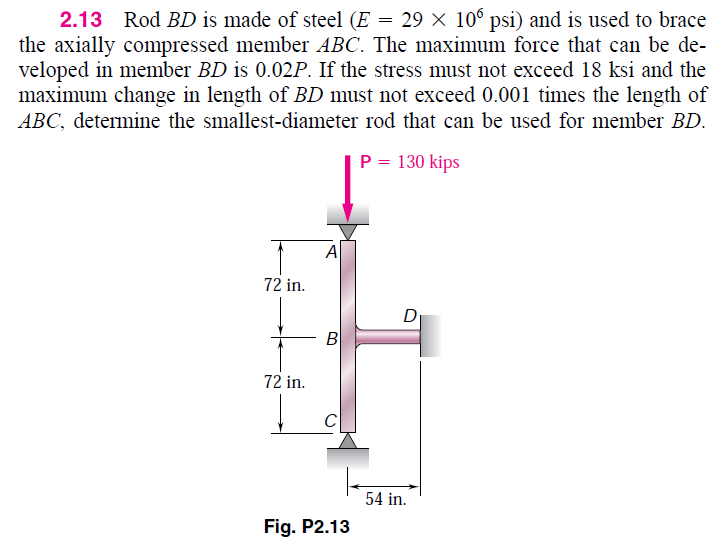 2.13 Rod BD is made of steel (E = 29 × 10⁶ psi) and is used to brace
the axially compressed member ABC. The maximum force that can be de-
veloped in member BD is 0.02P. If the stress must not exceed 18 ksi and the
maximum change in length of BD must not exceed 0.001 times the length of
ABC, determine the smallest-diameter rod that can be used for member BD.
P = 130 kips
A
72 in.
D
B
72 in.
C
54 in.
Fig. P2.13